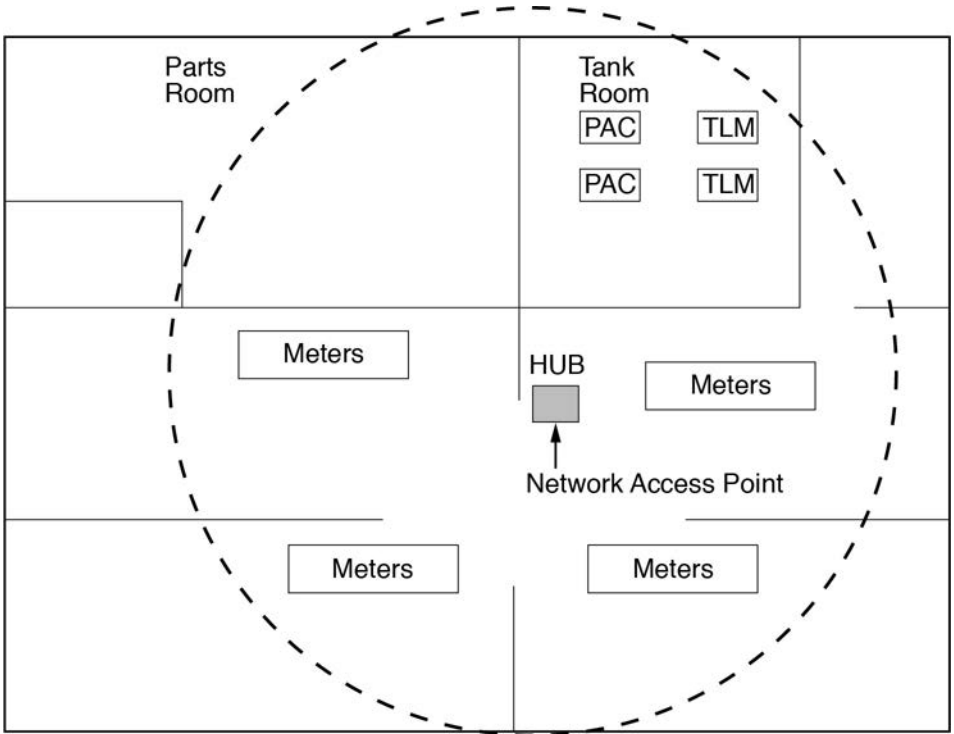 Parts
Room
Tank
Room
PAC
TLM
PAC
TLM
Meters
HUB
Meters
Network Access Point
Meters
Meters